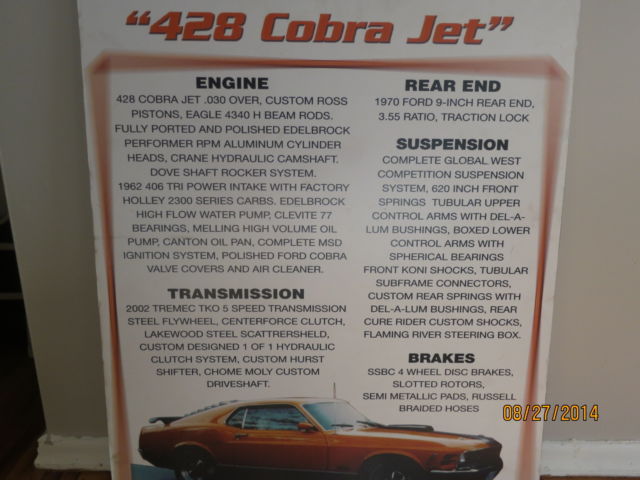 "428 Cobra Jet"
ENGINE
428 COBRA JET .030 OVER, CUSTOM ROSS
PISTONS, EAGLE 4340 H BEAM RODS.
FULLY PORTED AND POLISHED EDELBROCK
PERFORMER RPM ALUMINUM CYLINDER
HEADS, CRANE HYDRAULIC CAMSHAFT.
DOVE SHAFT ROCKER SYSTEM.
1962 406 TRI POWER INTAKE WITH FACTORY
HOLLEY 2300 SERIES CARBS. EDELBROCK
HIGH FLOW WATER PUMP, CLEVITE 77
BEARINGS, MELLING HIGH VOLUME OIL
PUMP, CANTON OIL PAN, COMPLETE MSD
IGNITION SYSTEM, POLISHED FORD COBRA
VALVE COVERS AND AIR CLEANER.
TRANSMISSION
2002 TREMEC TKO 5 SPEED TRANSMISSION
STEEL FLYWHEEL, CENTERFORCE CLUTCH,
LAKEWOOD STEEL SCATTERSHELD,
CUSTOM DESIGNED 1 OF 1 HYDRAULIC
CLUTCH SYSTEM, CUSTOM HURST
SHIFTER, CHOME MOLY CUSTOM
DRIVESHAFT.
REAR END
1970 FORD 9-INCH REAR END,
3.55 RATIO, TRACTION LOCK
SUSPENSION
COMPLETE GLOBAL WEST
COMPETITION SUSPENSION
SYSTEM, 620 INCH FRONT
SPRINGS TUBULAR UPPER
CONTROL ARMS WITH DEL-A-
LUM BUSHINGS, BOXED LOWER
CONTROL ARMS WITH
SPHERICAL BEARINGS
FRONT KONI SHOCKS, TUBULAR
SUBFRAME CONNECTORS,
CUSTOM REAR SPRINGS WITH
DEL-A-LUM BUSHINGS, REAR
CURE RIDER CUSTOM SHOCKS,
FLAMING RIVER STEERING BOX.
BRAKES
SSBC 4 WHEEL DISC BRAKES,
SLOTTED ROTORS,
SEMI METALLIC PADS, RUSSELL
BRAIDED HOSES
08/27/2014